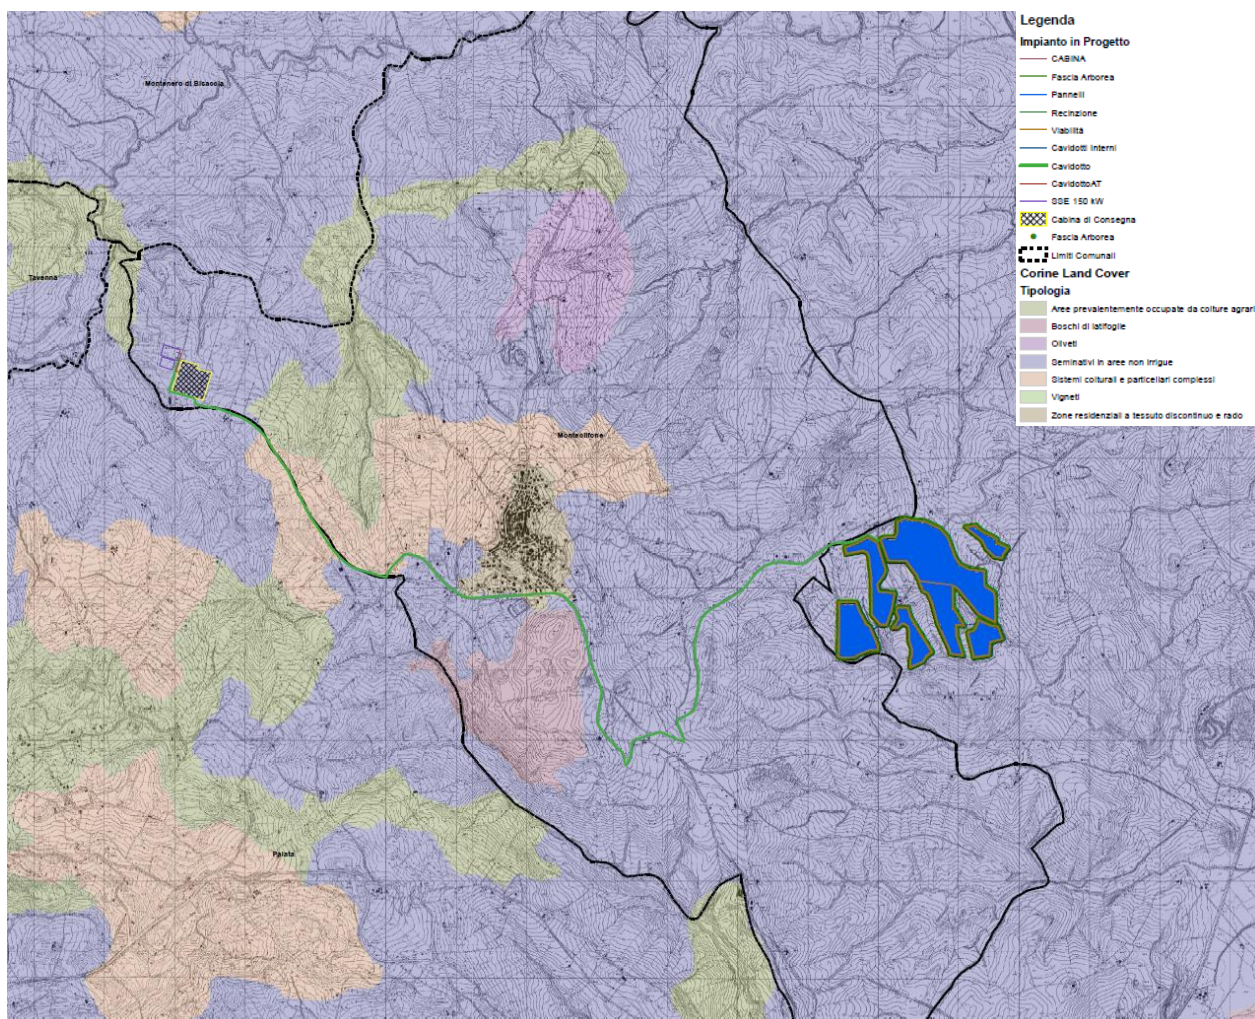 Legenda
Impianto in Progetto
CABINA
Fascia Arborea
Pannelli
Recinzione
Viabilità
Cavidotti Interni
Cavidotto
CavidottoAT
SSE 150 kW
Cabina di Consegna
Fascia Arborea
Limiti Comunali
Corine Land Cover
Tipologia
Aree prevalentemente occupate da colture agrari
Boschi di latifoglie
Oliveti
Seminativi in aree non irrigue
Sistemi colturali e particellari complessi
Vigneti
Zone residenziali a tessuto discontinuo e rado
Montenero di Bisaccia
Tavenna
Montecilfone
Palata